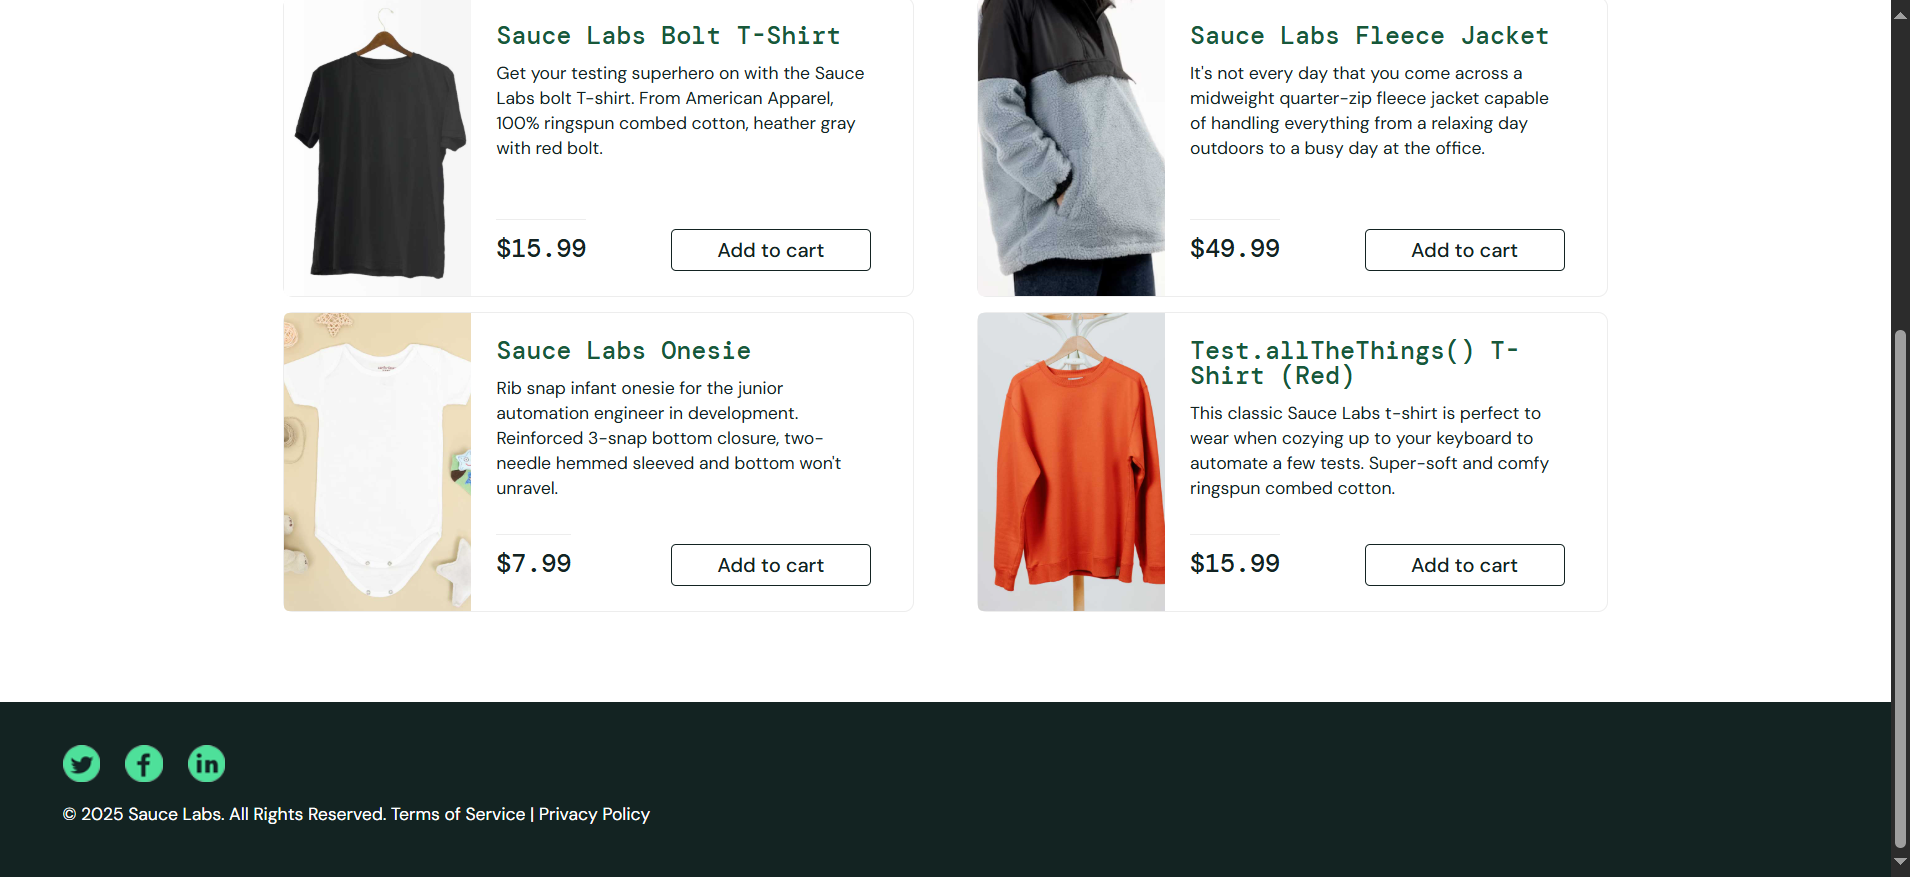 Sauce Labs Bolt T-Shirt
Get your testing superhero on with the Sauce
Labs bolt T-shirt. From American Apparel,
100% ringspun combed cotton, heather gray
with red bolt.
$15.99
Add to cart
Sauce Labs Fleece Jacket
It's not every day that you come across a
midweight quarter-zip fleece jacket capable
of handling everything from a relaxing day
outdoors to a busy day at the office.
$49.99
Add to cart
Sauce Labs Onesie
Rib snap infant onesie for the junior
automation engineer in development.
Reinforced 3-snap bottom closure, two-
needle hemmed sleeved and bottom won't
unravel.
$7.99
Add to cart
Test.allTheThings() T-
Shirt (Red)
This classic Sauce Labs t-shirt is perfect to
wear when cozying up to your keyboard to
automate a few tests. Super-soft and comfy
ringspun combed cotton.
$15.99
Add to cart
© 2025 Sauce Labs. All Rights Reserved. Terms of Service | Privacy Policy